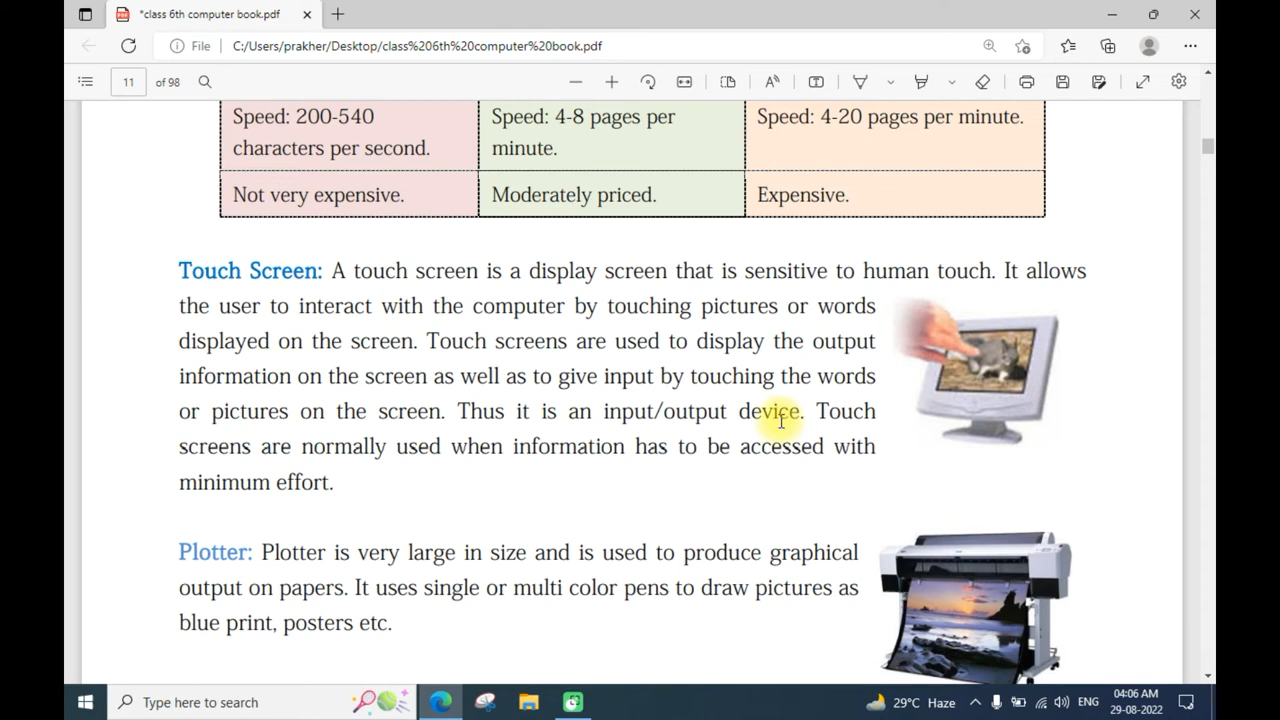 *class 6th computer book.pdf
File C:/Users/prakher/Desktop/class%206th%20computer%20book.pdf
11 of 98
Speed: 200-540 characters per second.
Speed: 4-8 pages per minute.
Speed: 4-20 pages per minute.
Not very expensive.
Moderately priced.
Expensive.
Touch Screen: A touch screen is a display screen that is sensitive to human touch. It allows
the user to interact with the computer by touching pictures or words
displayed on the screen. Touch screens are used to display the output
information on the screen as well as to give input by touching the words
or pictures on the screen. Thus it is an input/output device. Touch
screens are normally used when information has to be accessed with
minimum effort.
Plotter: Plotter is very large in size and is used to produce graphical
output on papers. It uses single or multi color pens to draw pictures as
blue print, posters etc.
Type here to search
29°C Haze
ENG
04:06 AM
29-08-2022